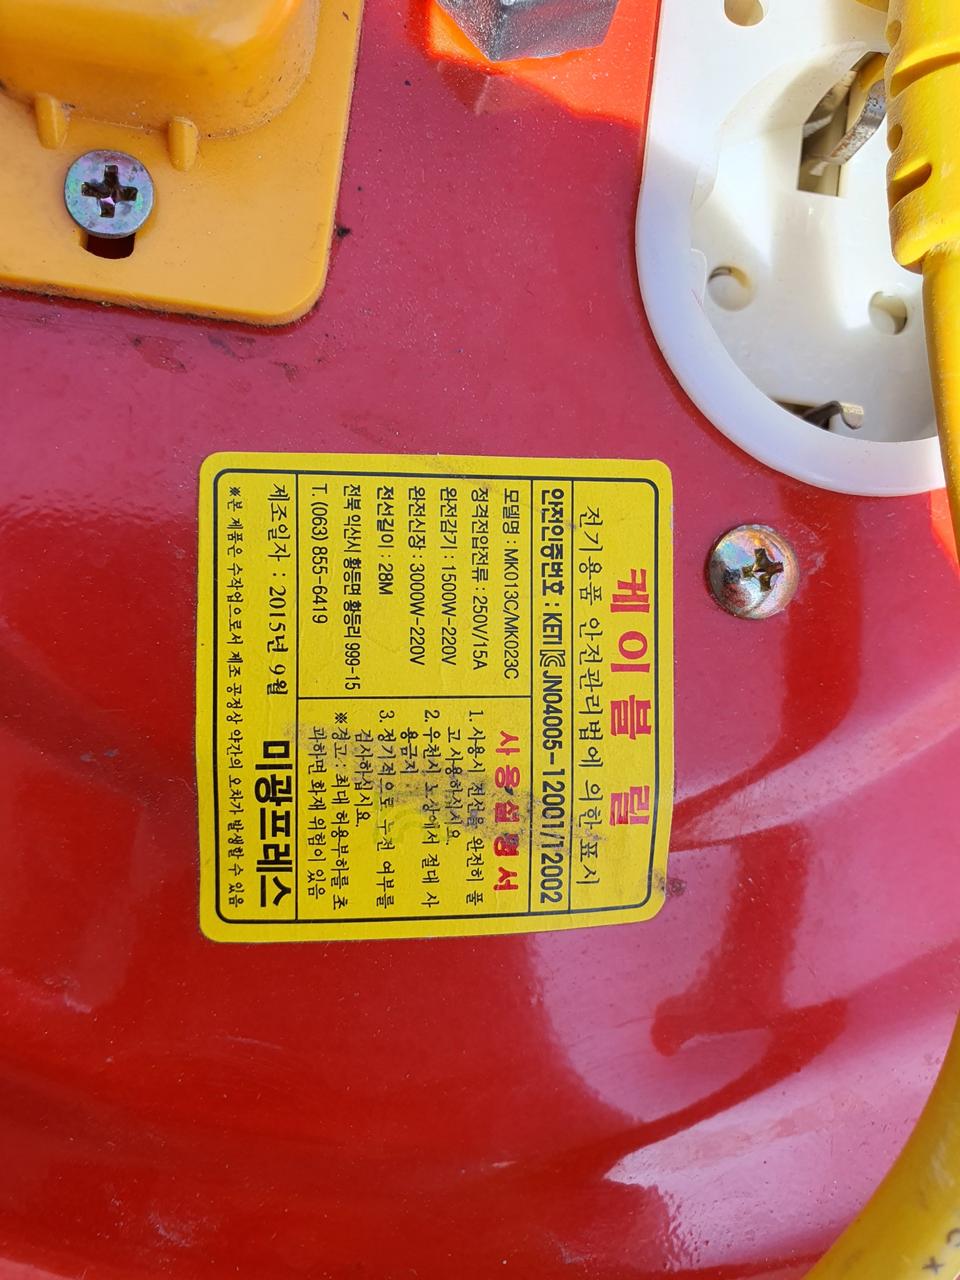 케이블릴
전기용품 안전관리법에 의한 표시
안전인증번호 : KETI KC JN04005-12001/12002
모델명 : MK013C/MK023C
정격전압전류 : 250V/15A
완전감기 : 1500W-220V
완전신장 : 3000W-220V
전선길이 : 28M
전북 익산시 황등면 황등리 999-15
T. (063) 855-6419
사용설명서
1. 사용시 전선을 완전히 풀
고 사용하십시요.
2. 우천시 노상에서 절대 사
용금지
3. 정기적으로 누전 여부를
검사하십시요.
※경고 : 최대 허용부하를 초
과하면 화재 위험이 있음
제조일자 : 2015년 9월
미광프레스
※본 제품은 수작업으로서 제조 공정상 약간의 오차가 발생할 수 있음